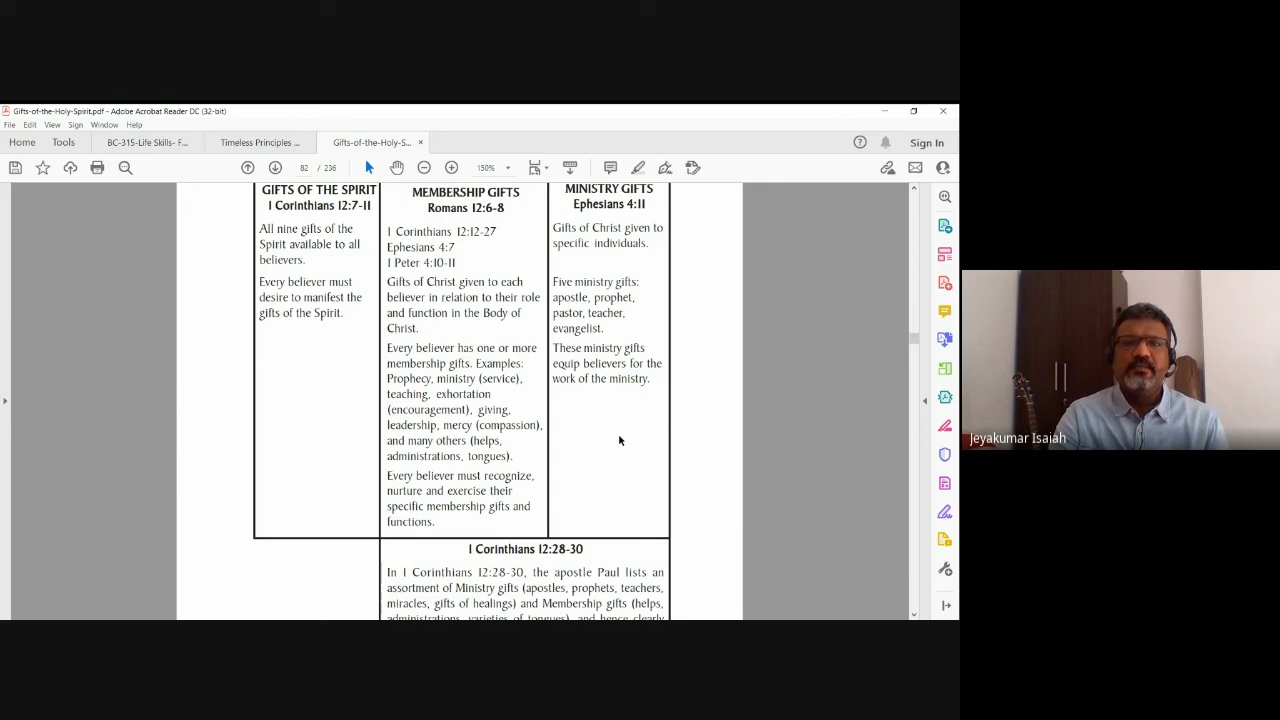 Gifts-of-the-Holy-Spirit.pdf - Adobe Acrobat Reader DC (32-bit)
File Edit View Sign Window Help
Home Tools BC-315-Life Skills- F... Timeless Principles ... Gifts-of-the-Holy-S... × Sign In
82 / 236 150%
GIFTS OF THE SPIRIT
I Corinthians 12:7-11
All nine gifts of the
Spirit available to all
believers.
Every believer must
desire to manifest the
gifts of the Spirit.
MEMBERSHIP GIFTS
Romans 12:6-8
I Corinthians 12:12-27
Ephesians 4:7
I Peter 4:10-11
Gifts of Christ given to each
believer in relation to their role
and function in the Body of
Christ.
Every believer has one or more
membership gifts. Examples:
Prophecy, ministry (service),
teaching, exhortation
(encouragement), giving,
leadership, mercy (compassion),
and many others (helps,
administrations, tongues).
Every believer must recognize,
nurture and exercise their
specific membership gifts and
functions.
MINISTRY GIFTS
Ephesians 4:11
Gifts of Christ given to
specific individuals.
Five ministry gifts:
apostle, prophet,
pastor, teacher,
evangelist.
These ministry gifts
equip believers for the
work of the ministry.
I Corinthians 12:28-30
In I Corinthians 12:28-30, the apostle Paul lists an
assortment of Ministry gifts (apostles, prophets, teachers,
miracles, gifts of healings) and Membership gifts (helps,
administrations, varieties of tongues), and hence clearly
Jeyakumar Isaiah